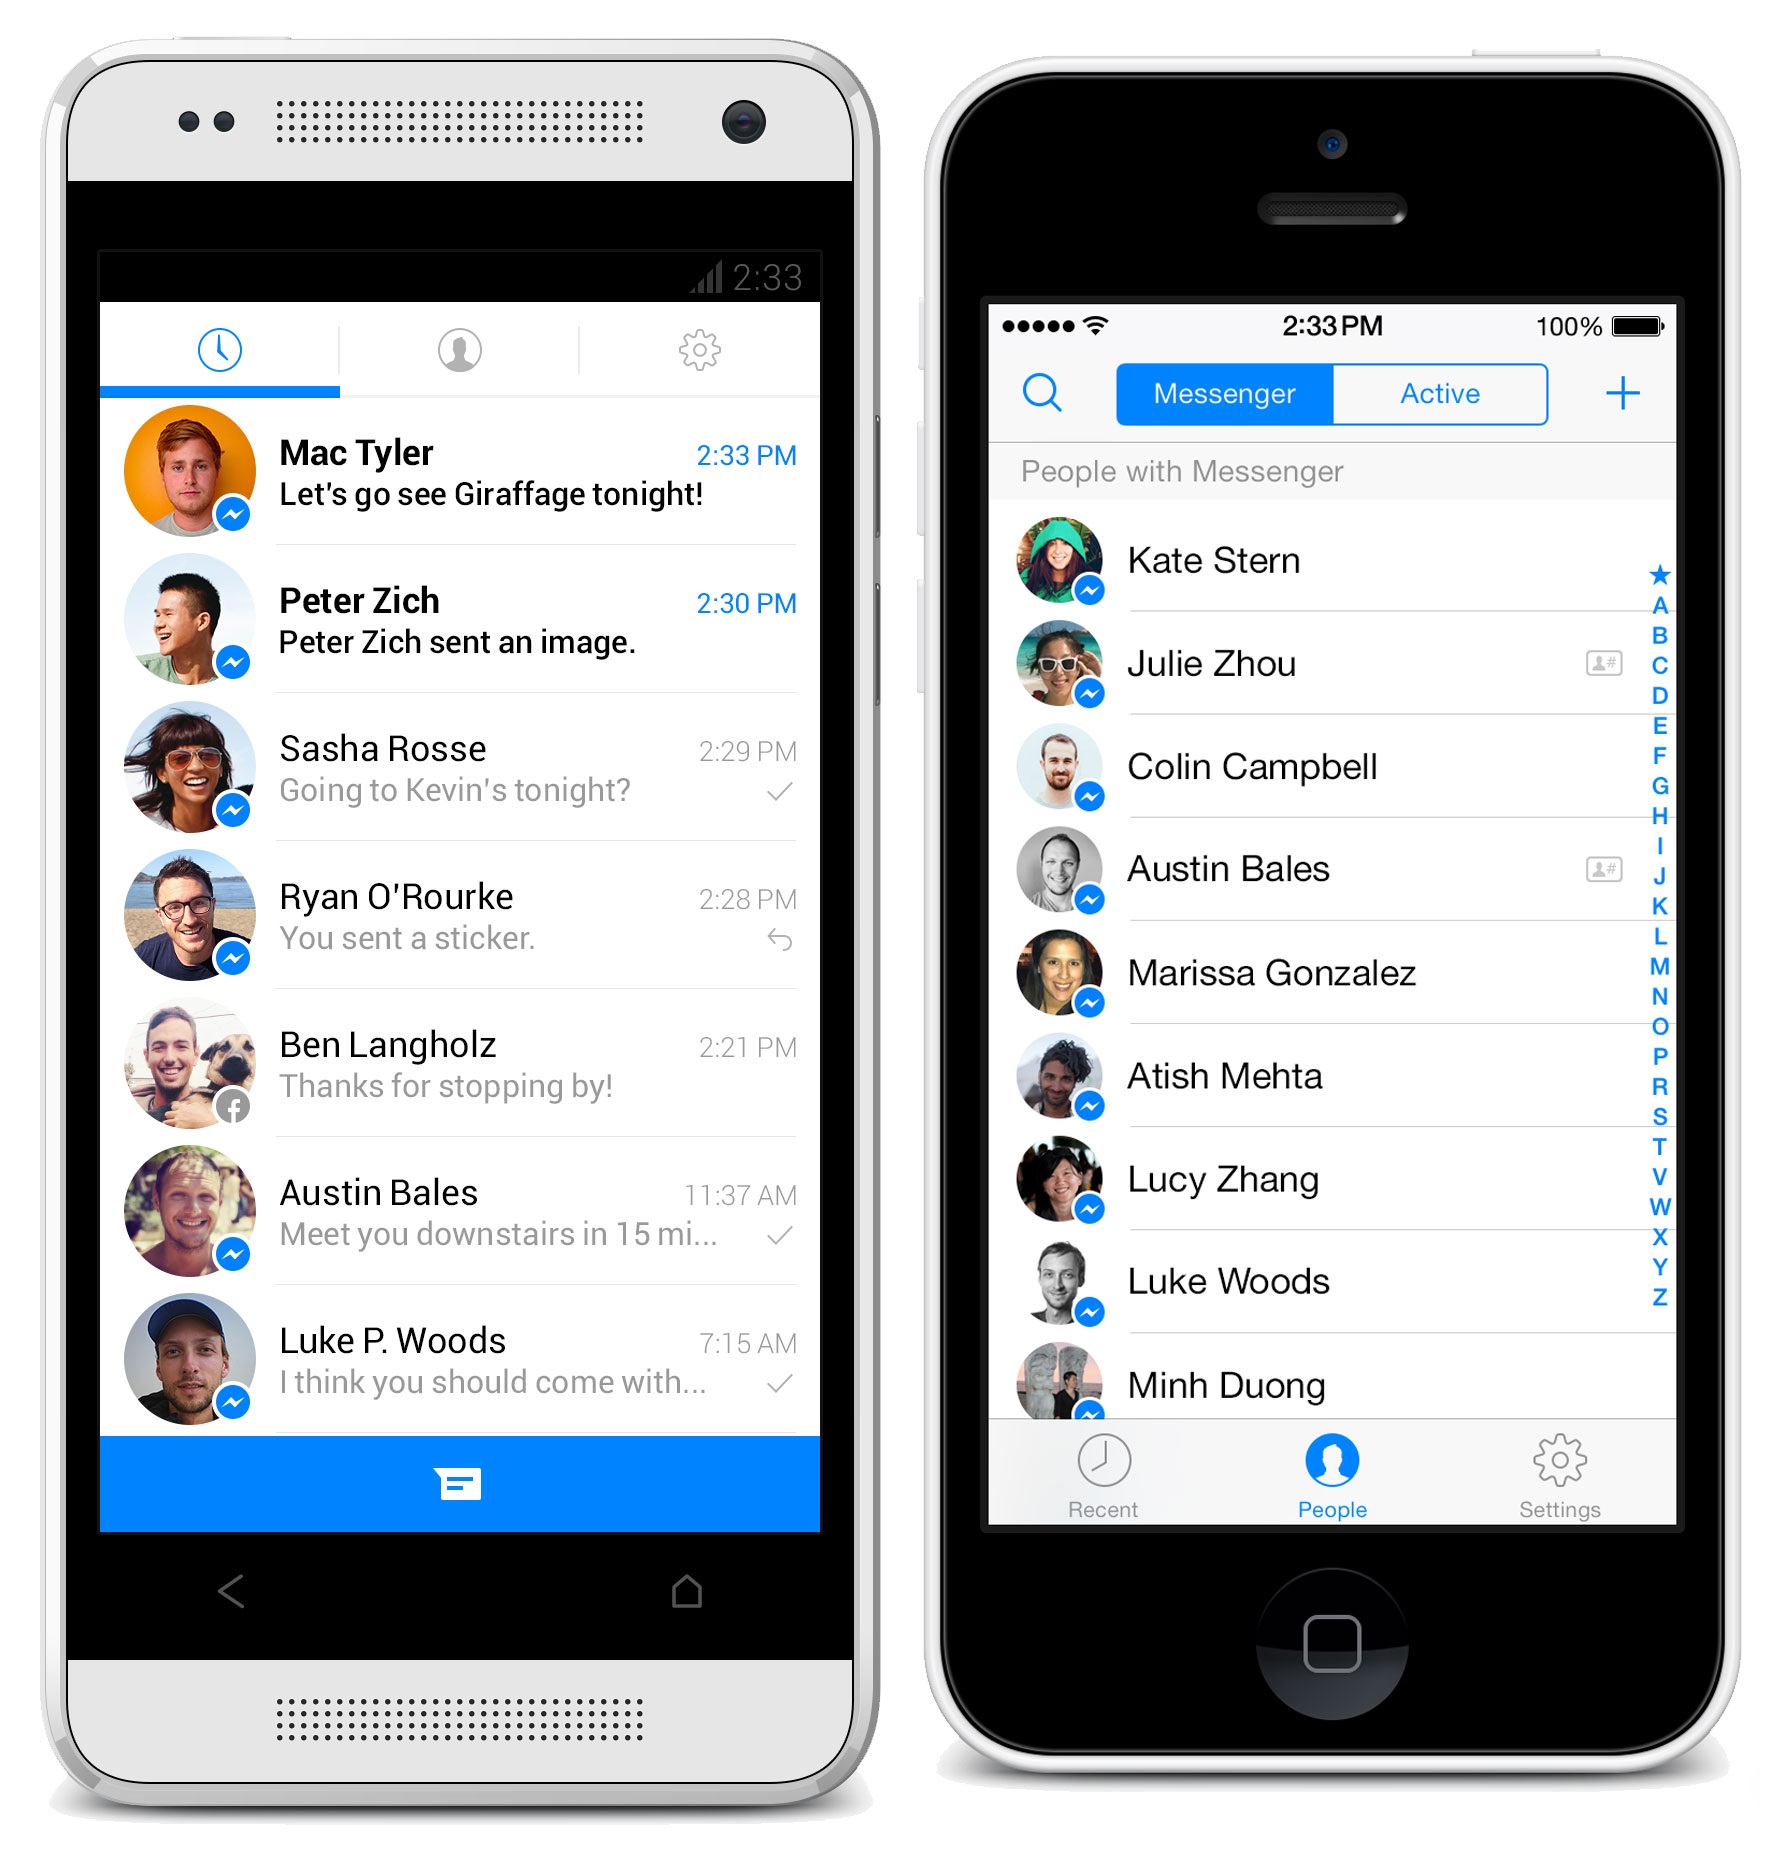 2:33
Mac Tyler 2:33 PM
Let's go see Giraffage tonight!
Peter Zich 2:30 PM
Peter Zich sent an image.
Sasha Rosse 2:29 PM
Going to Kevin's tonight?
Ryan O'Rourke 2:28 PM
You sent a sticker.
Ben Langholz 2:21 PM
Thanks for stopping by!
Austin Bales 11:37 AM
Meet you downstairs in 15 mi...
Luke P. Woods 7:15 AM
I think you should come with...
2:33 PM 100%
Messenger Active
People with Messenger
Kate Stern
Julie Zhou
Colin Campbell
Austin Bales
Marissa Gonzalez
Atish Mehta
Lucy Zhang
Luke Woods
Minh Duong
A
B
C
D
E
F
G
H
I
J
K
L
M
N
O
P
R
S
T
V
W
X
Y
Z
Recent People Settings